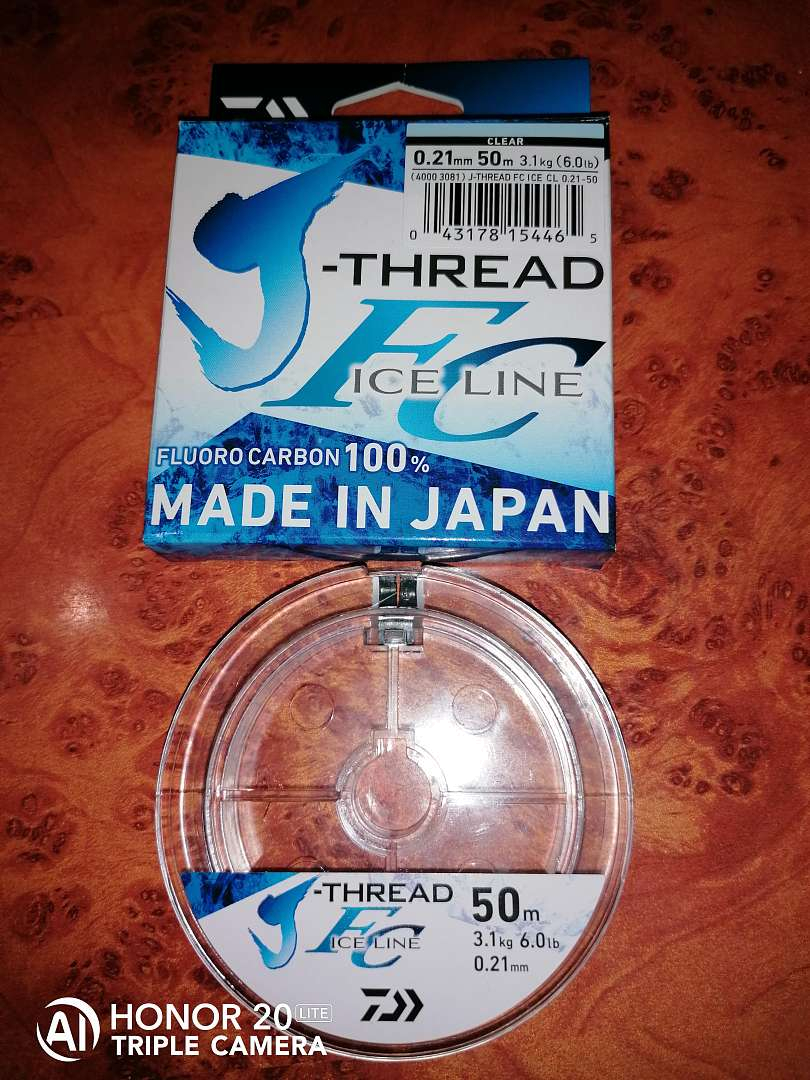 CLEAR
0.21mm 50m 3.1kg (6.0lb)
(4000 3081) J-THREAD FC ICE CL 0.21-50
0 43178 15446 5
J-THREAD
FC
ICE LINE
FLUORO CARBON 100%
MADE IN JAPAN
J-THREAD 50m
FC
ICE LINE 3.1kg 6.0lb
0.21mm
AI HONOR 20 LITE
TRIPLE CAMERA